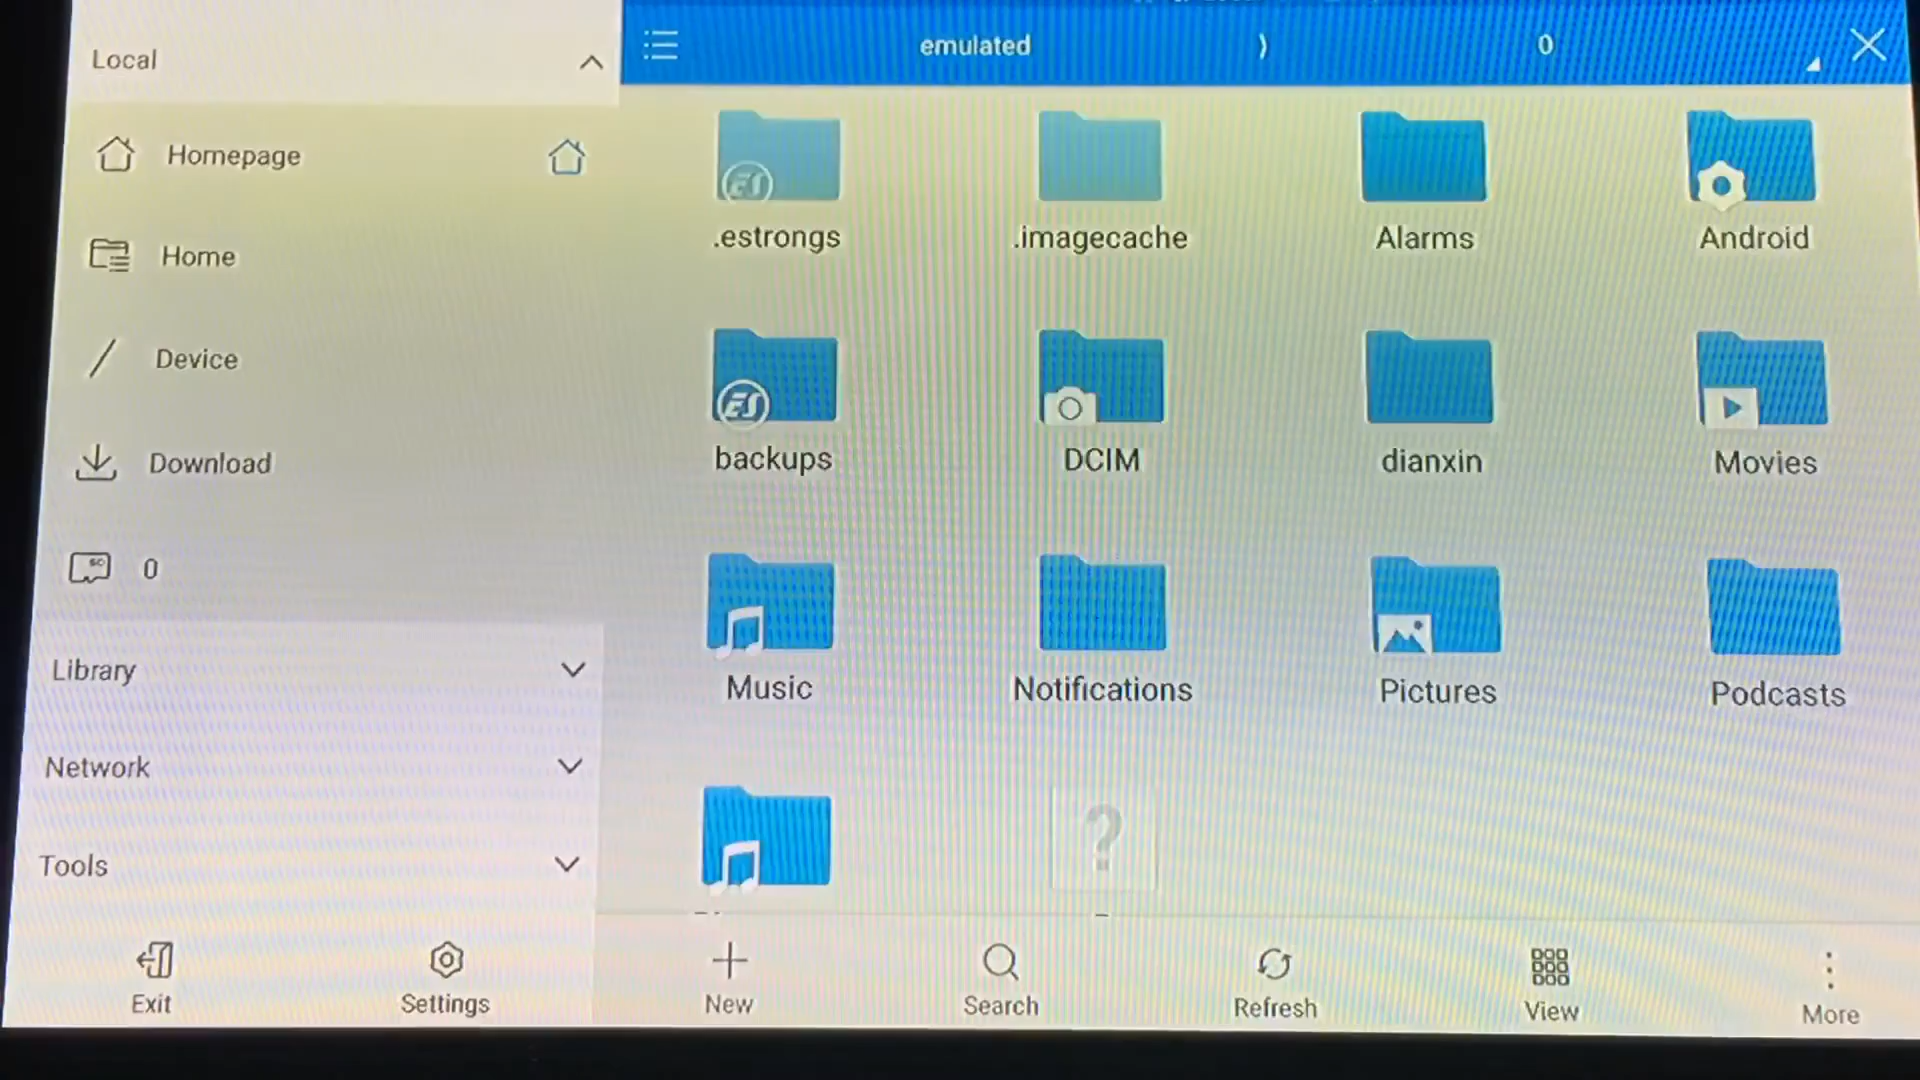 Local
Homepage
Home
Device
Download
0
Library
Network
Tools
Exit
Settings
emulated
0
.estrongs
.imagecache
Alarms
Android
backups
DCIM
dianxin
Movies
Music
Notifications
Pictures
Podcasts
New
Search
Refresh
View
More